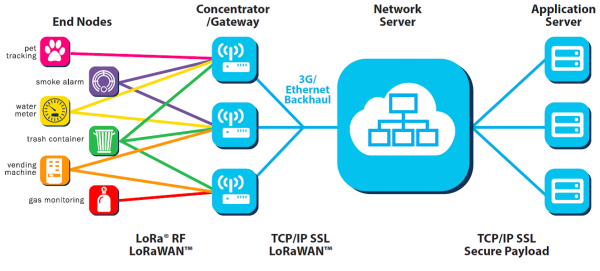 End Nodes
Concentrator
/Gateway
Network
Server
Application
Server
pet
tracking
smoke alarm
water
meter
trash container
vending
machine
gas monitoring
3G/
Ethernet
Backhaul
LoRa® RF
LoRaWAN™
TCP/IP SSL
LoRaWAN™
TCP/IP SSL
Secure Payload